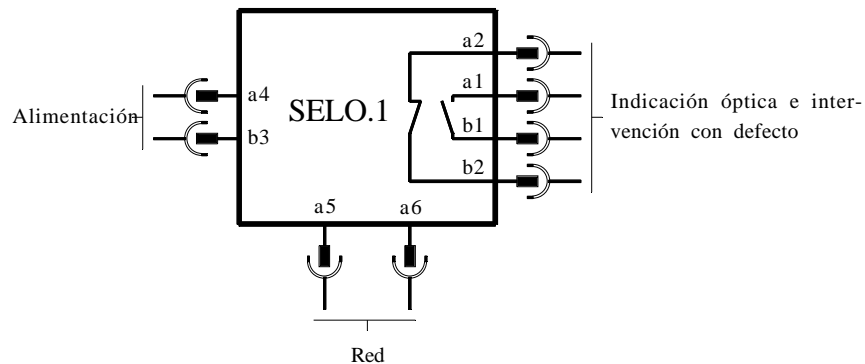 a2
a1
a4
Alimentación
SELO.1
Indicación óptica e inter-
vención con defecto
b3
b1
b2
a5
a6
Red